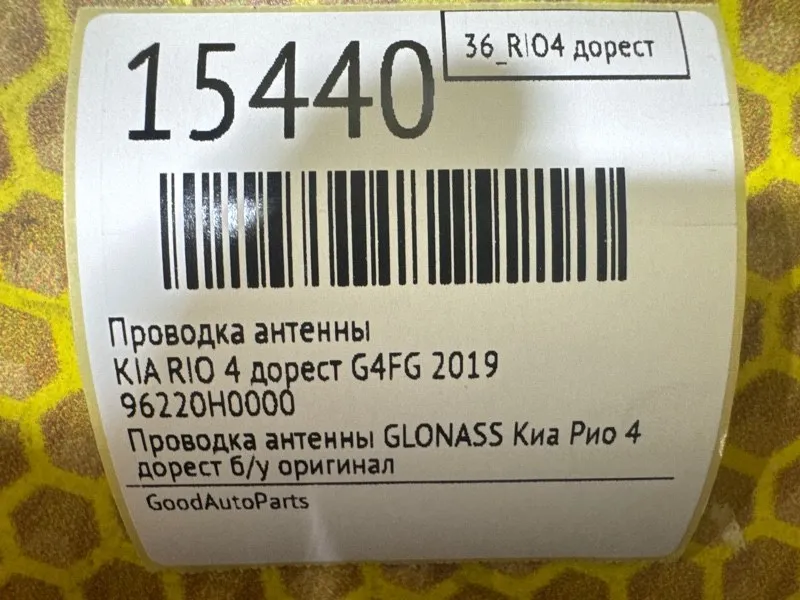 15440
36_RIO4 дорест
Проводка антенны
KIA RIO 4 дорест G4FG 2019
96220H0000
Проводка антенны GLONASS Киа Рио 4
дорест б/у оригинал
GoodAutoParts